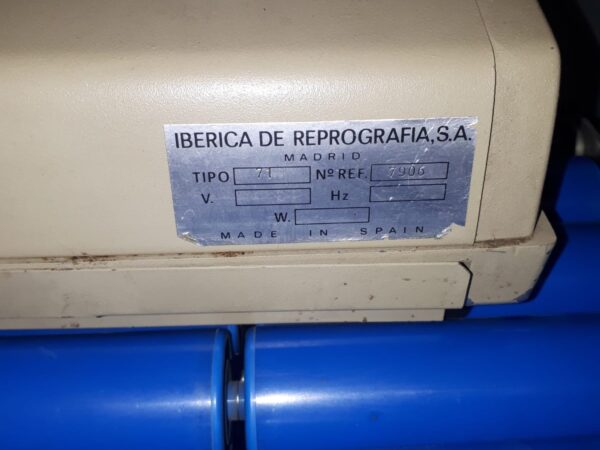 IBERICA DE REPROGRAFIA, S.A.
MADRID
TIPO 71 Nº REF. 7906
V. Hz
W.
MADE IN SPAIN